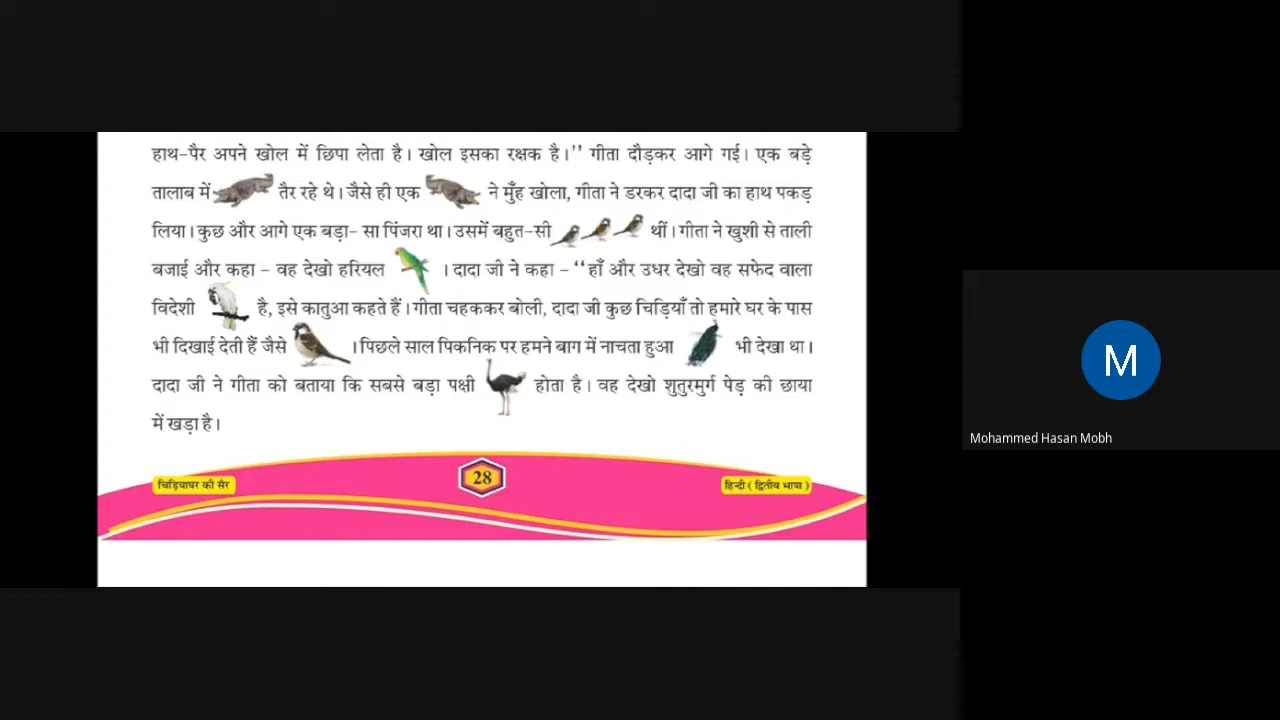 हाथ-पैर अपने खोल में छिपा लेता है। खोल इसका रक्षक है।'' गीता दौड़कर आगे गई। एक बड़े
तालाब में तैर रहे थे। जैसे ही एक ने मुँह खोला, गीता ने डरकर दादा जी का हाथ पकड़
लिया। कुछ और आगे एक बड़ा- सा पिंजरा था। उसमें बहुत-सी थीं। गीता ने खुशी से ताली
बजाई और कहा - वह देखो हरियल । दादा जी ने कहा - ''हाँ और उधर देखो वह सफेद वाला
विदेशी है, इसे कातुआ कहते हैं। गीता चहककर बोली, दादा जी कुछ चिड़ियाँ तो हमारे घर के पास
भी दिखाई देती हैं जैसे । पिछले साल पिकनिक पर हमने बाग में नाचता हुआ भी देखा था।
दादा जी ने गीता को बताया कि सबसे बड़ा पक्षी होता है। वह देखो शुतुरमुर्ग पेड़ की छाया
में खड़ा है।
चिड़ियाघर की सैर
28
हिन्दी ( द्वितीय भाषा )
M
Mohammed Hasan Mobh